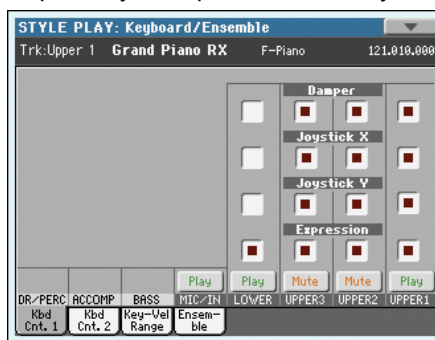 STYLE PLAY: Keyboard/Ensemble
Trk:Upper 1 Grand Piano RX F-Piano 121.010.000
Damper
Joystick X
Joystick Y
Expression
Play Play Mute Mute Play
DR/PERC ACCOMP BASS MIC/IN LOWER UPPER3 UPPER2 UPPER1
Kbd Kbd Key-Vel Ensem-
Cnt. 1 Cnt. 2 Range ble